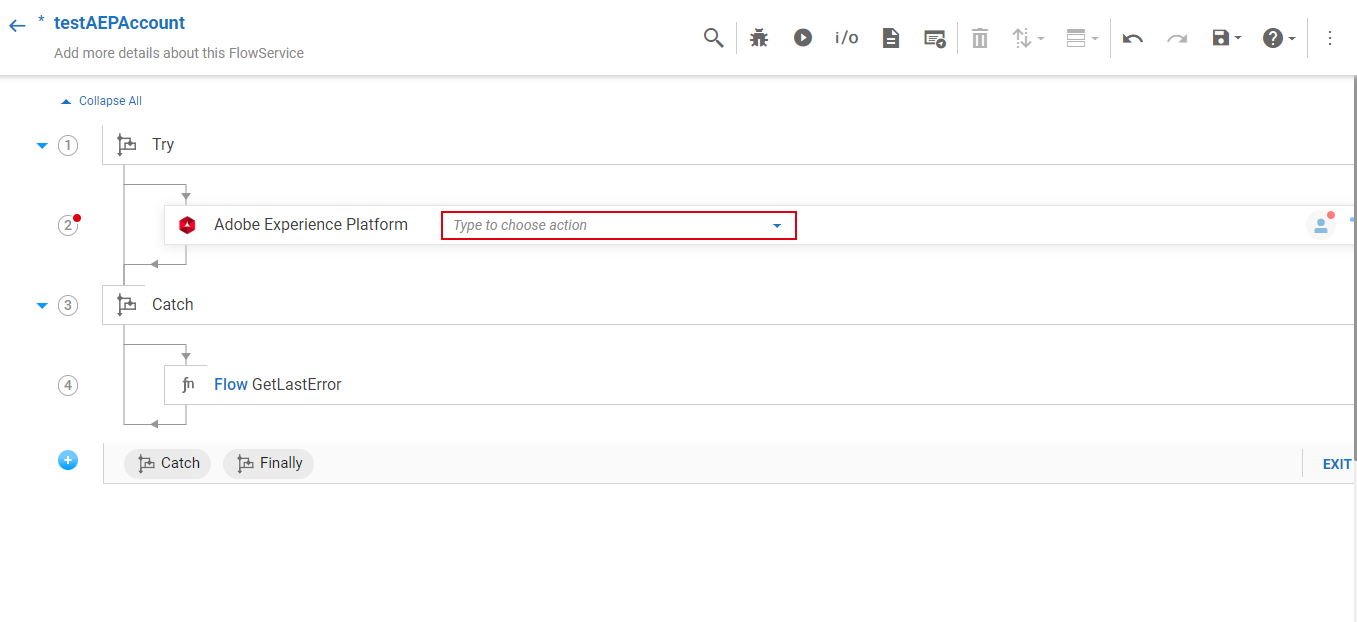 * testAEPAccount
Add more details about this FlowService
i/o
Collapse All
1 Try
2 Adobe Experience Platform Type to choose action
3 Catch
4 fn Flow GetLastError
Catch Finally EXIT